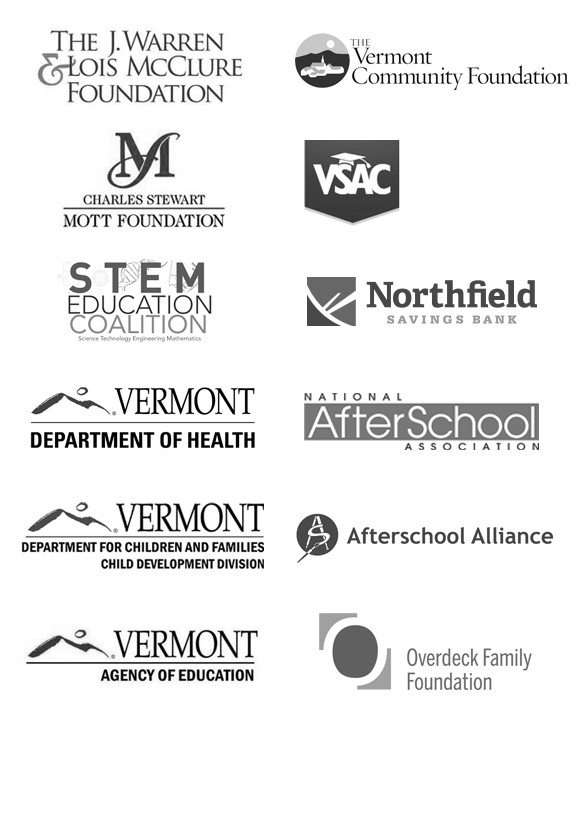 THE J. WARREN
& LOIS MCCLURE
FOUNDATION
THE
Vermont
Community Foundation
M
CHARLES STEWART
MOTT FOUNDATION
VSAC
STEM
EDUCATION
COALITION
Science Technology Engineering Mathematics
Northfield
SAVINGS BANK
VERMONT
DEPARTMENT OF HEALTH
NATIONAL
AfterSchool
ASSOCIATION
VERMONT
DEPARTMENT FOR CHILDREN AND FAMILIES
CHILD DEVELOPMENT DIVISION
Afterschool Alliance
VERMONT
AGENCY OF EDUCATION
Overdeck Family
Foundation